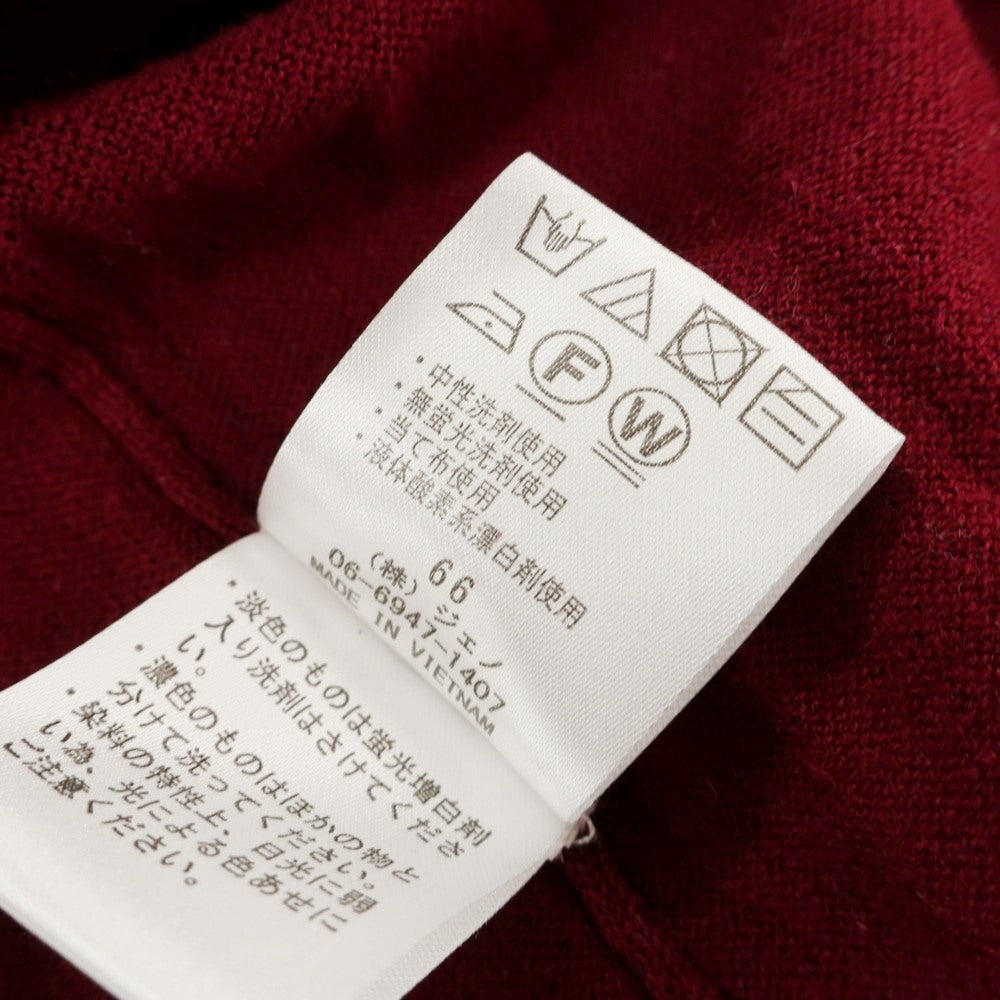 F W
・中性洗剤使用
・無蛍光洗剤使用
・当て布使用
・液体酸素系漂白剤使用
66
(株)ジェノ
06-6947-1407
MADE IN VIETNAM
・淡色のものは蛍光増白剤
入り洗剤はさけてくださ
い。
・濃色のものはほかの物と
分けて洗ってください。
・染料の特性上、日光に弱
い為、光による色あせに
ご注意ください。